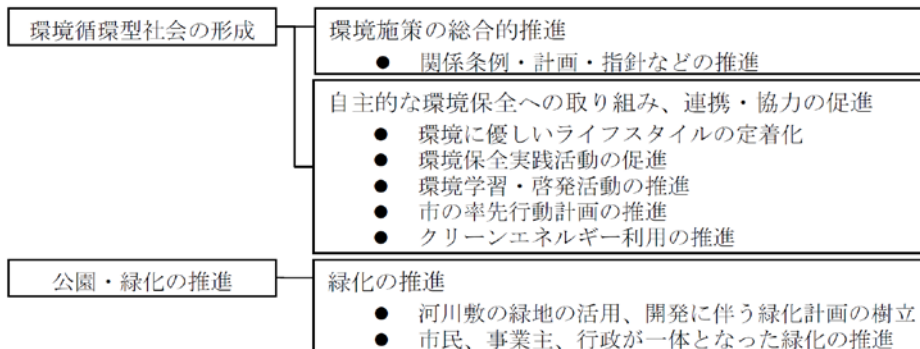 環境循環型社会の形成
環境施策の総合的推進
● 関係条例・計画・指針などの推進
自主的な環境保全への取り組み、連携・協力の促進
● 環境に優しいライフスタイルの定着化
● 環境保全実践活動の促進
● 環境学習・啓発活動の推進
● 市の率先行動計画の推進
● クリーンエネルギー利用の推進
公園・緑化の推進
緑化の推進
● 河川敷の緑地の活用、開発に伴う緑化計画の樹立
● 市民、事業主、行政が一体となった緑化の推進